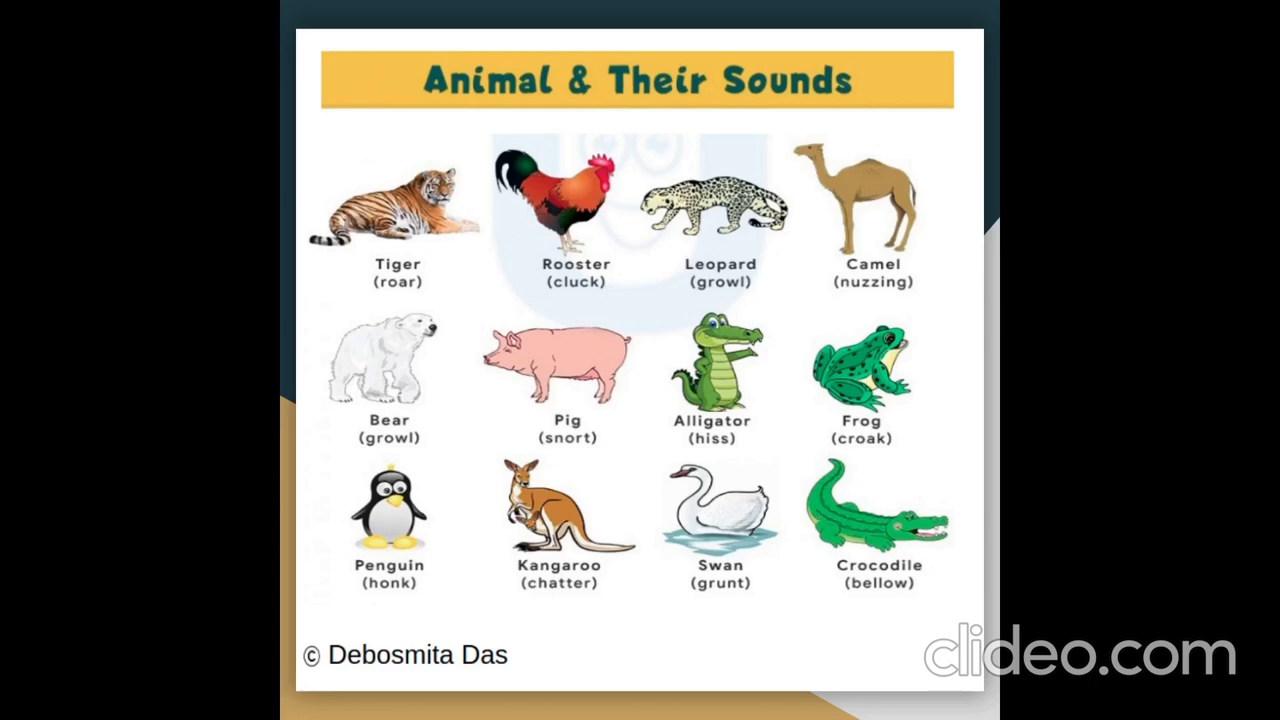 Animal & Their Sounds
Tiger Rooster Leopard Camel
(roar) (cluck) (growl) (nuzzing)
Bear Pig Alligator Frog
(growl) (snort) (hiss) (croak)
Penguin Kangaroo Swan Crocodile
(honk) (chatter) (grunt) (bellow)
© Debosmita Das
clideo.com